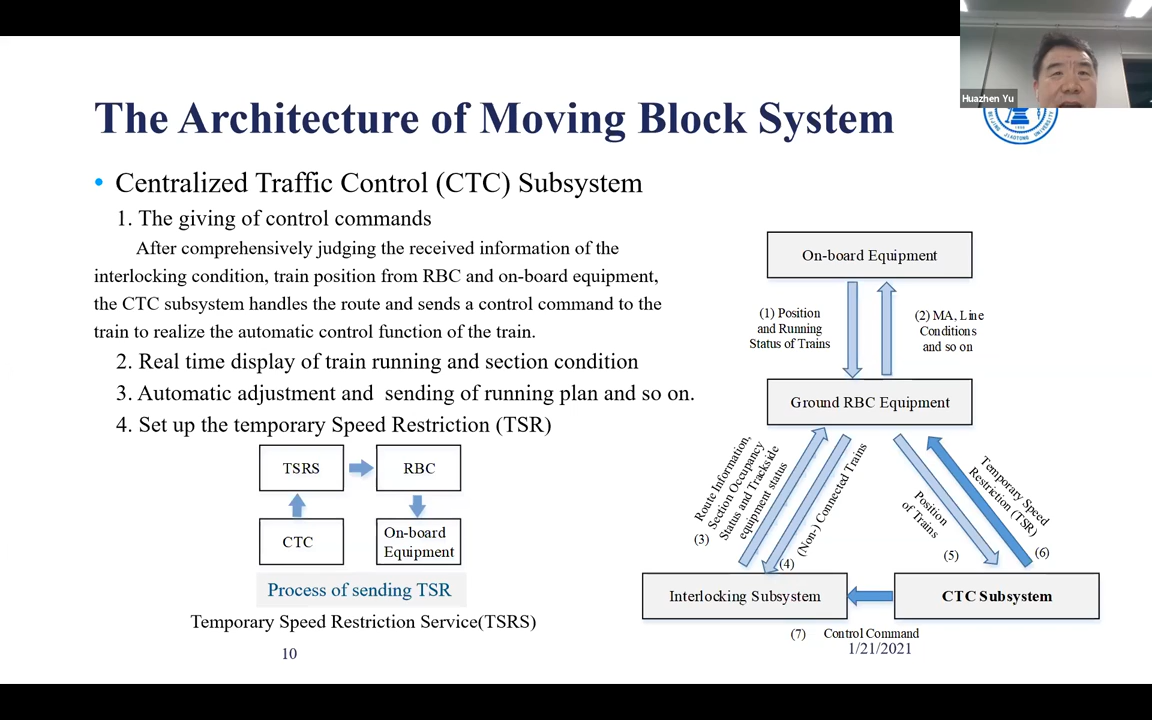 Huazhen Yu
BEIJING JIAOTONG UNIVERSITY
The Architecture of Moving Block System
• Centralized Traffic Control (CTC) Subsystem
1. The giving of control commands
After comprehensively judging the received information of the
interlocking condition, train position from RBC and on-board equipment,
the CTC subsystem handles the route and sends a control command to the
train to realize the automatic control function of the train.
2. Real time display of train running and section condition
3. Automatic adjustment and sending of running plan and so on.
4. Set up the temporary Speed Restriction (TSR)
TSRS
RBC
CTC
On-board
Equipment
Process of sending TSR
Temporary Speed Restriction Service(TSRS)
On-board Equipment
(1) Position
and Running
Status of Trains
(2) MA, Line
Conditions
and so on
Ground RBC Equipment
Route Information,
Section Occupancy
Status and Trackside
equipment status
(3)
(Non-) Connected Trains
(4)
Position
of Trains
(5)
Temporary Speed
Restriction (TSR)
(6)
Interlocking Subsystem
CTC Subsystem
(7) Control Command
10
1/21/2021